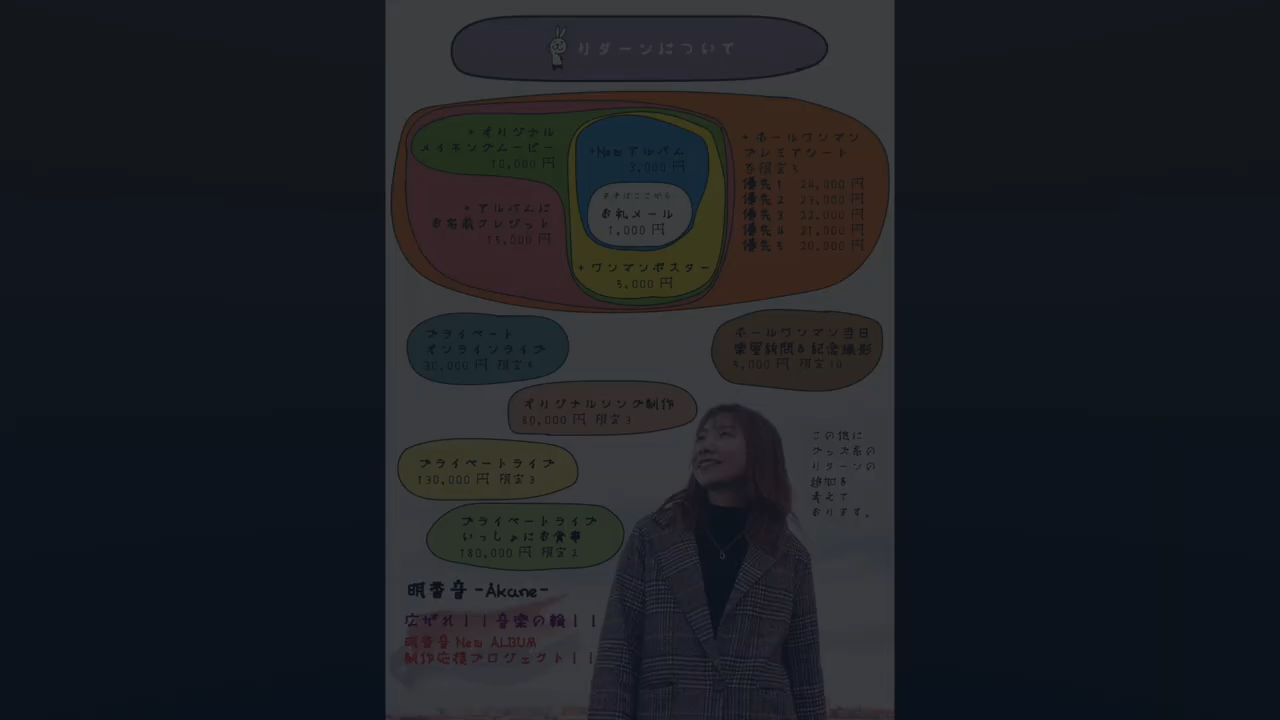 リターンについて
+オリジナル
メイキングムービー
10,000円
+アルバムに
お名前クレジット
15,000円
+Newアルバム
3,000円
まずはここから
お礼メール
1,000円
+ワンマンポスター
5,000円
+ホールワンマン
プレミアシート
各限定3
優先1 24,000円
優先2 23,000円
優先3 22,000円
優先4 21,000円
優先5 20,000円
プライベート
オンラインライブ
30,000円 限定5
ホールワンマン当日
楽屋訪問&記念撮影
5,000円 限定10
オリジナルソング制作
80,000円 限定3
プライベートライブ
130,000円 限定3
プライベートライブ
いっしょにお食事
180,000円 限定2
この他に
グッズ系の
リターンの
追加を
考えて
おります。
明香音-Akane-
広がれ!!音楽の輪!!
明香音 New ALBUM
制作応援プロジェクト!!